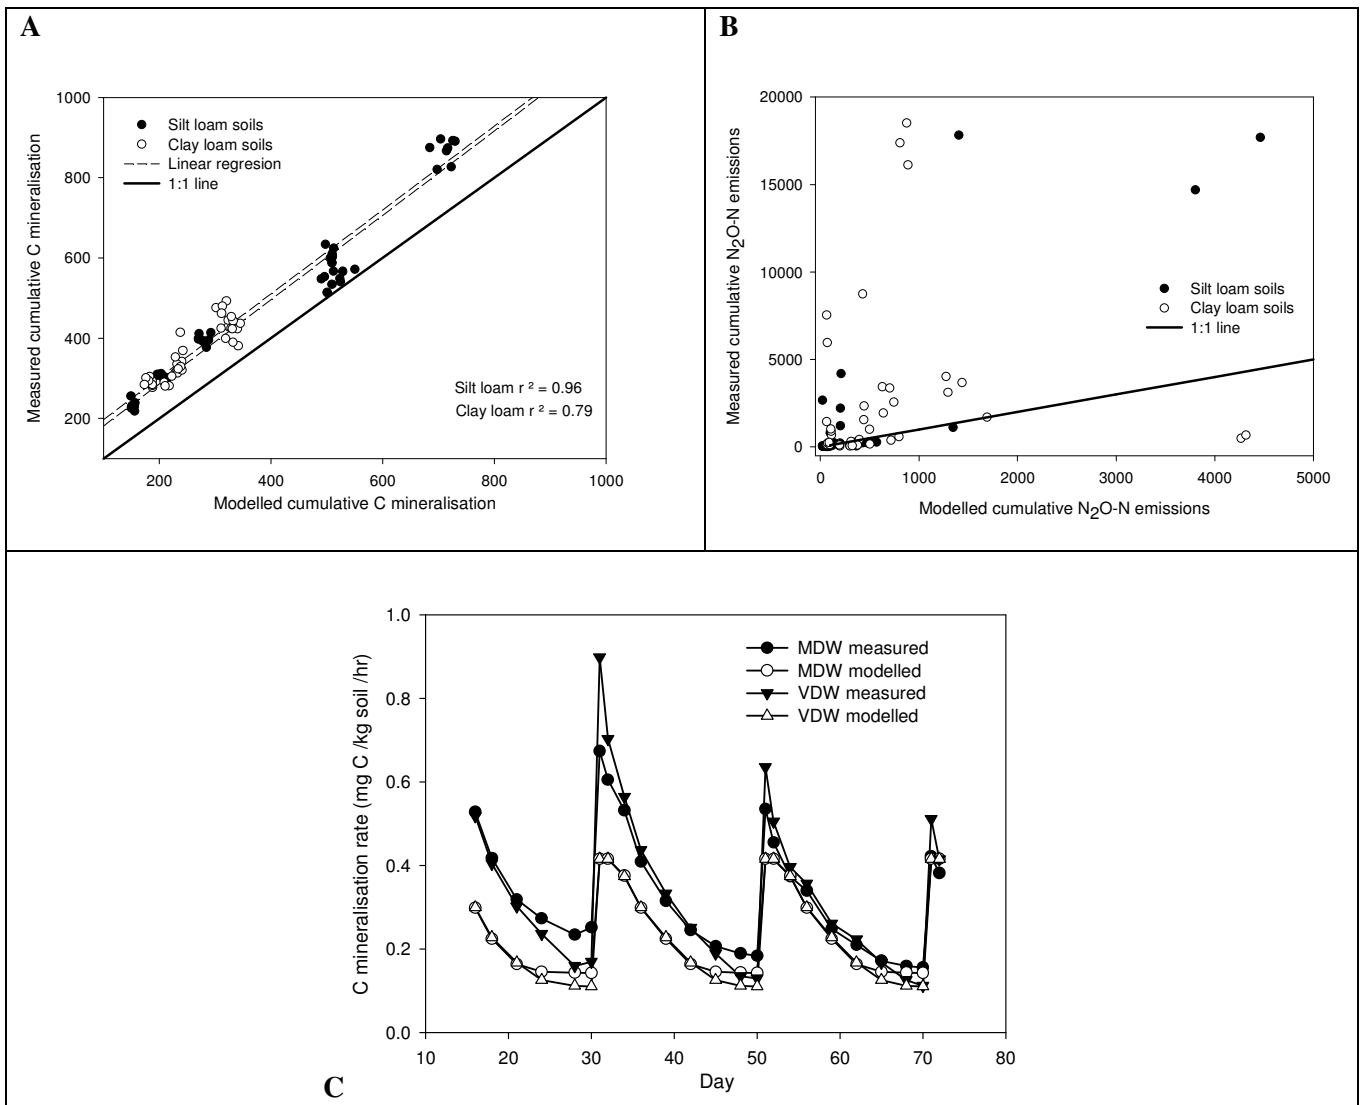 A
Measured cumulative C mineralisation
1000
800
600
400
200
Silt loam soils
Clay loam soils
Linear regresion
1:1 line
Silt loam r ² = 0.96
Clay loam r ² = 0.79
200 400 600 800 1000
Modelled cumulative C mineralisation
B
Measured cumulative N₂O-N emissions
20000
15000
10000
5000
0
Silt loam soils
Clay loam soils
1:1 line
0 1000 2000 3000 4000 5000
Modelled cumulative N₂O-N emissions
C mineralisation rate (mg C /kg soil /hr)
1.0
0.8
0.6
0.4
0.2
0.0
MDW measured
MDW modelled
VDW measured
VDW modelled
10 20 30 40 50 60 70 80
Day
C